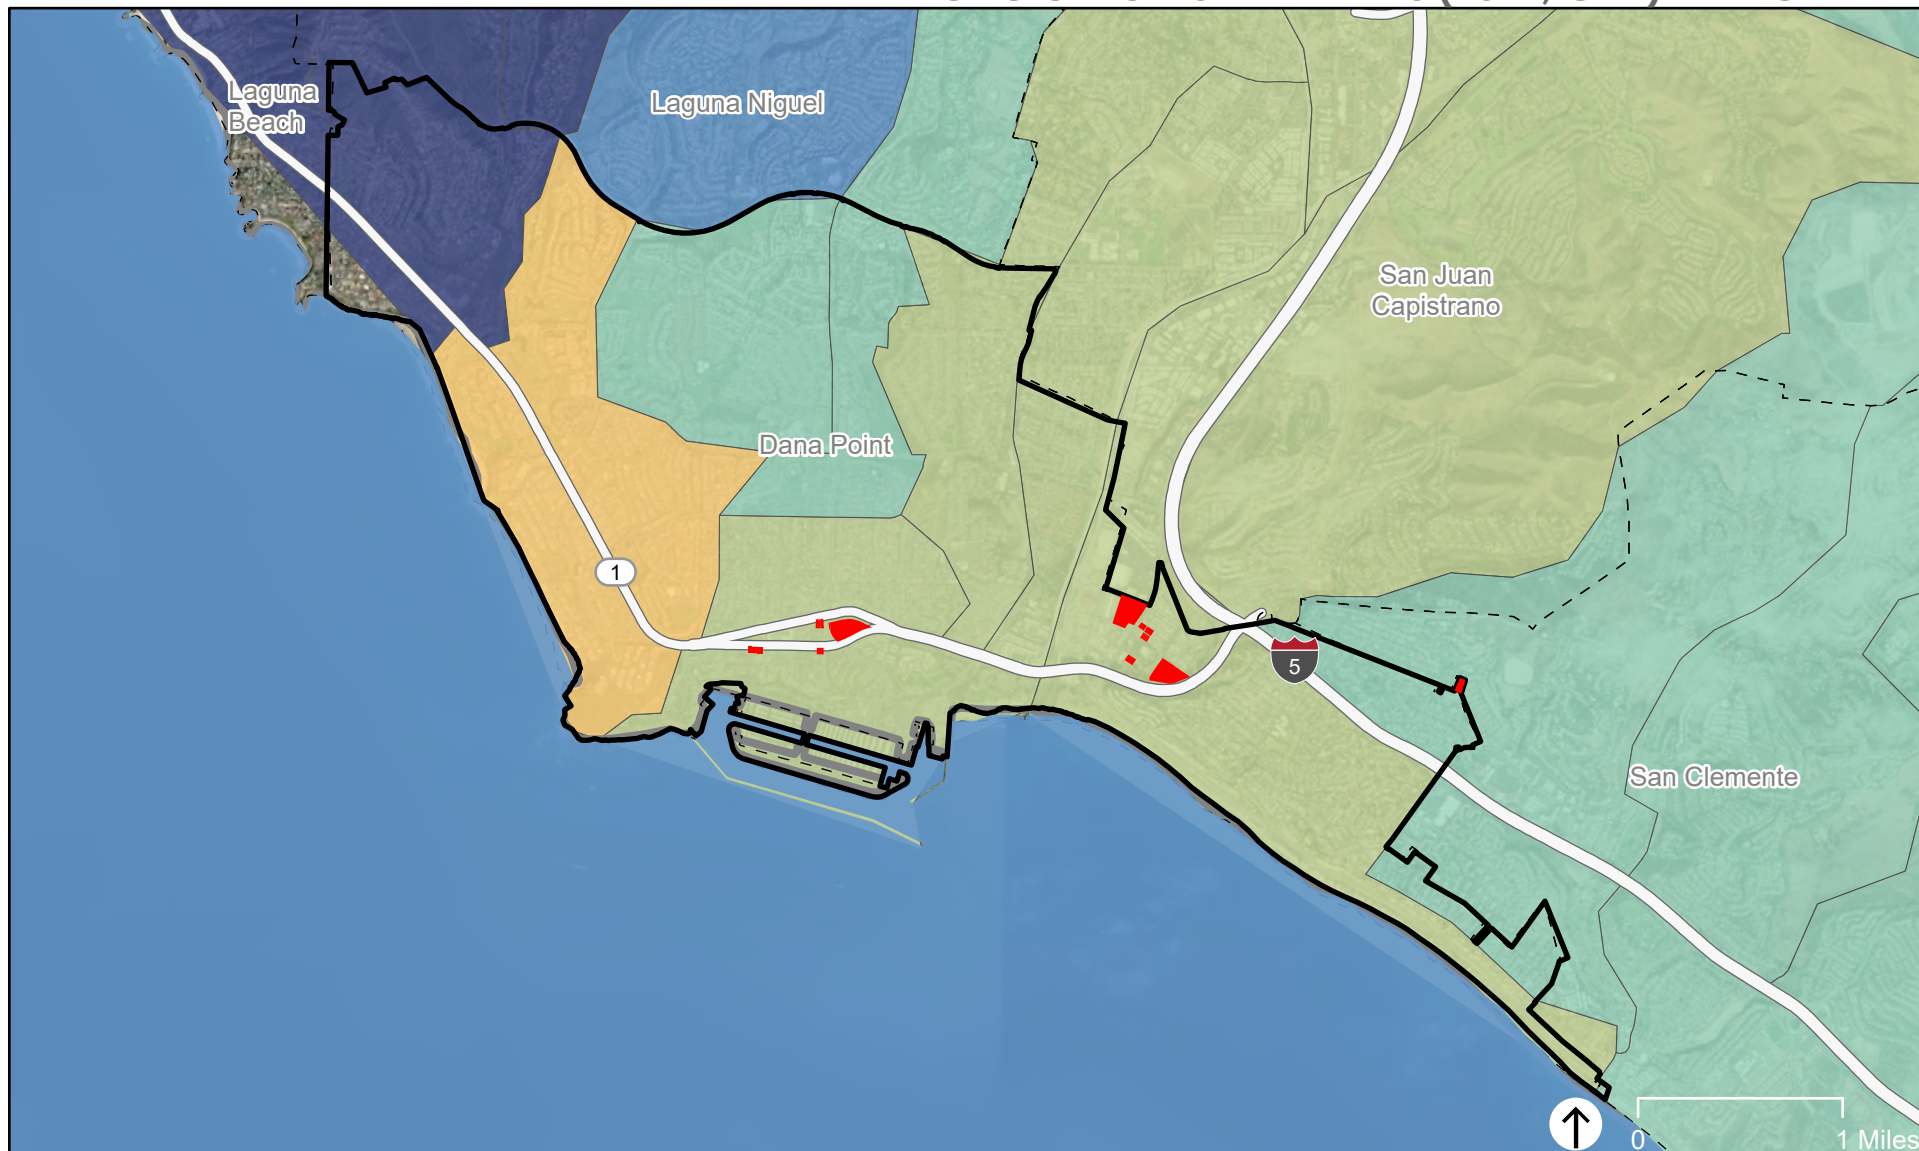 Laguna
Beach
Laguna Niguel
San Juan
Capistrano
Dana Point
1
5
San Clemente
0
1 Miles